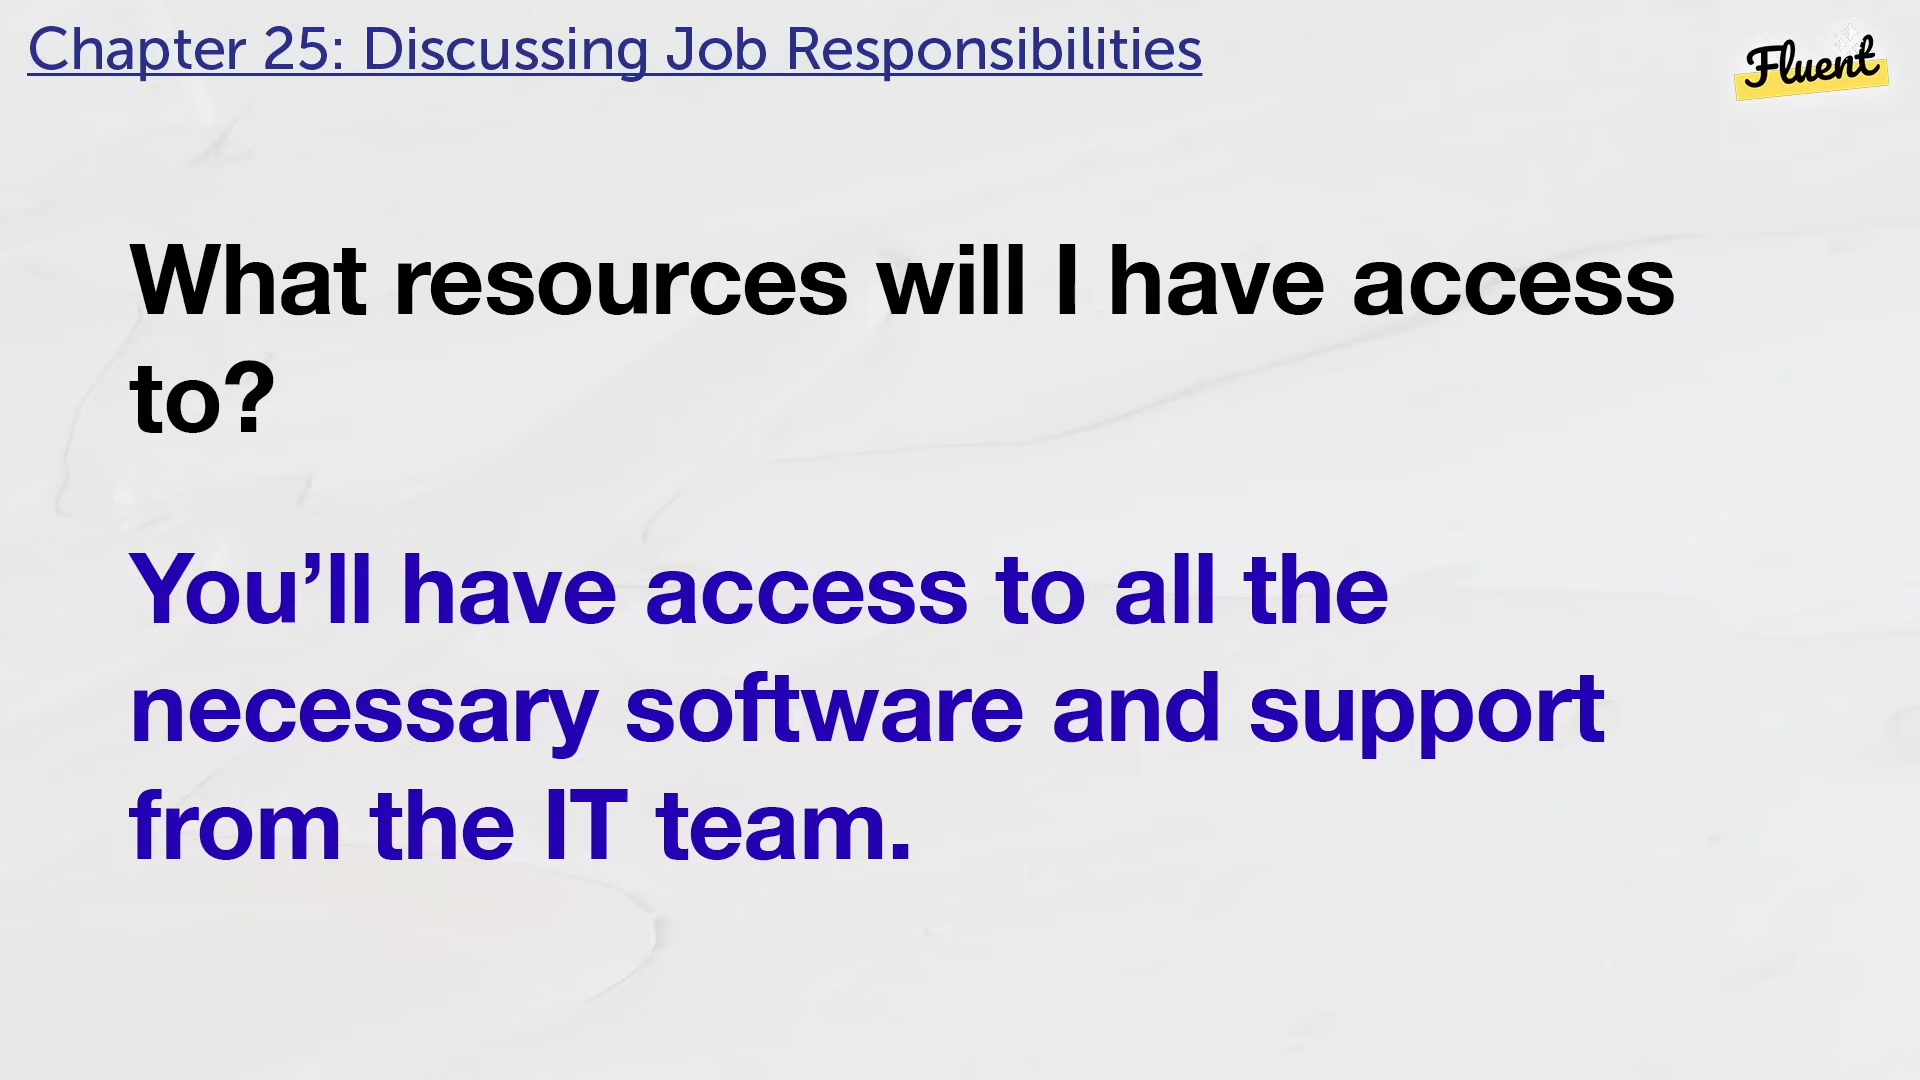 Chapter 25: Discussing Job Responsibilities
Fluent
What resources will I have access
to?
You’ll have access to all the
necessary software and support
from the IT team.